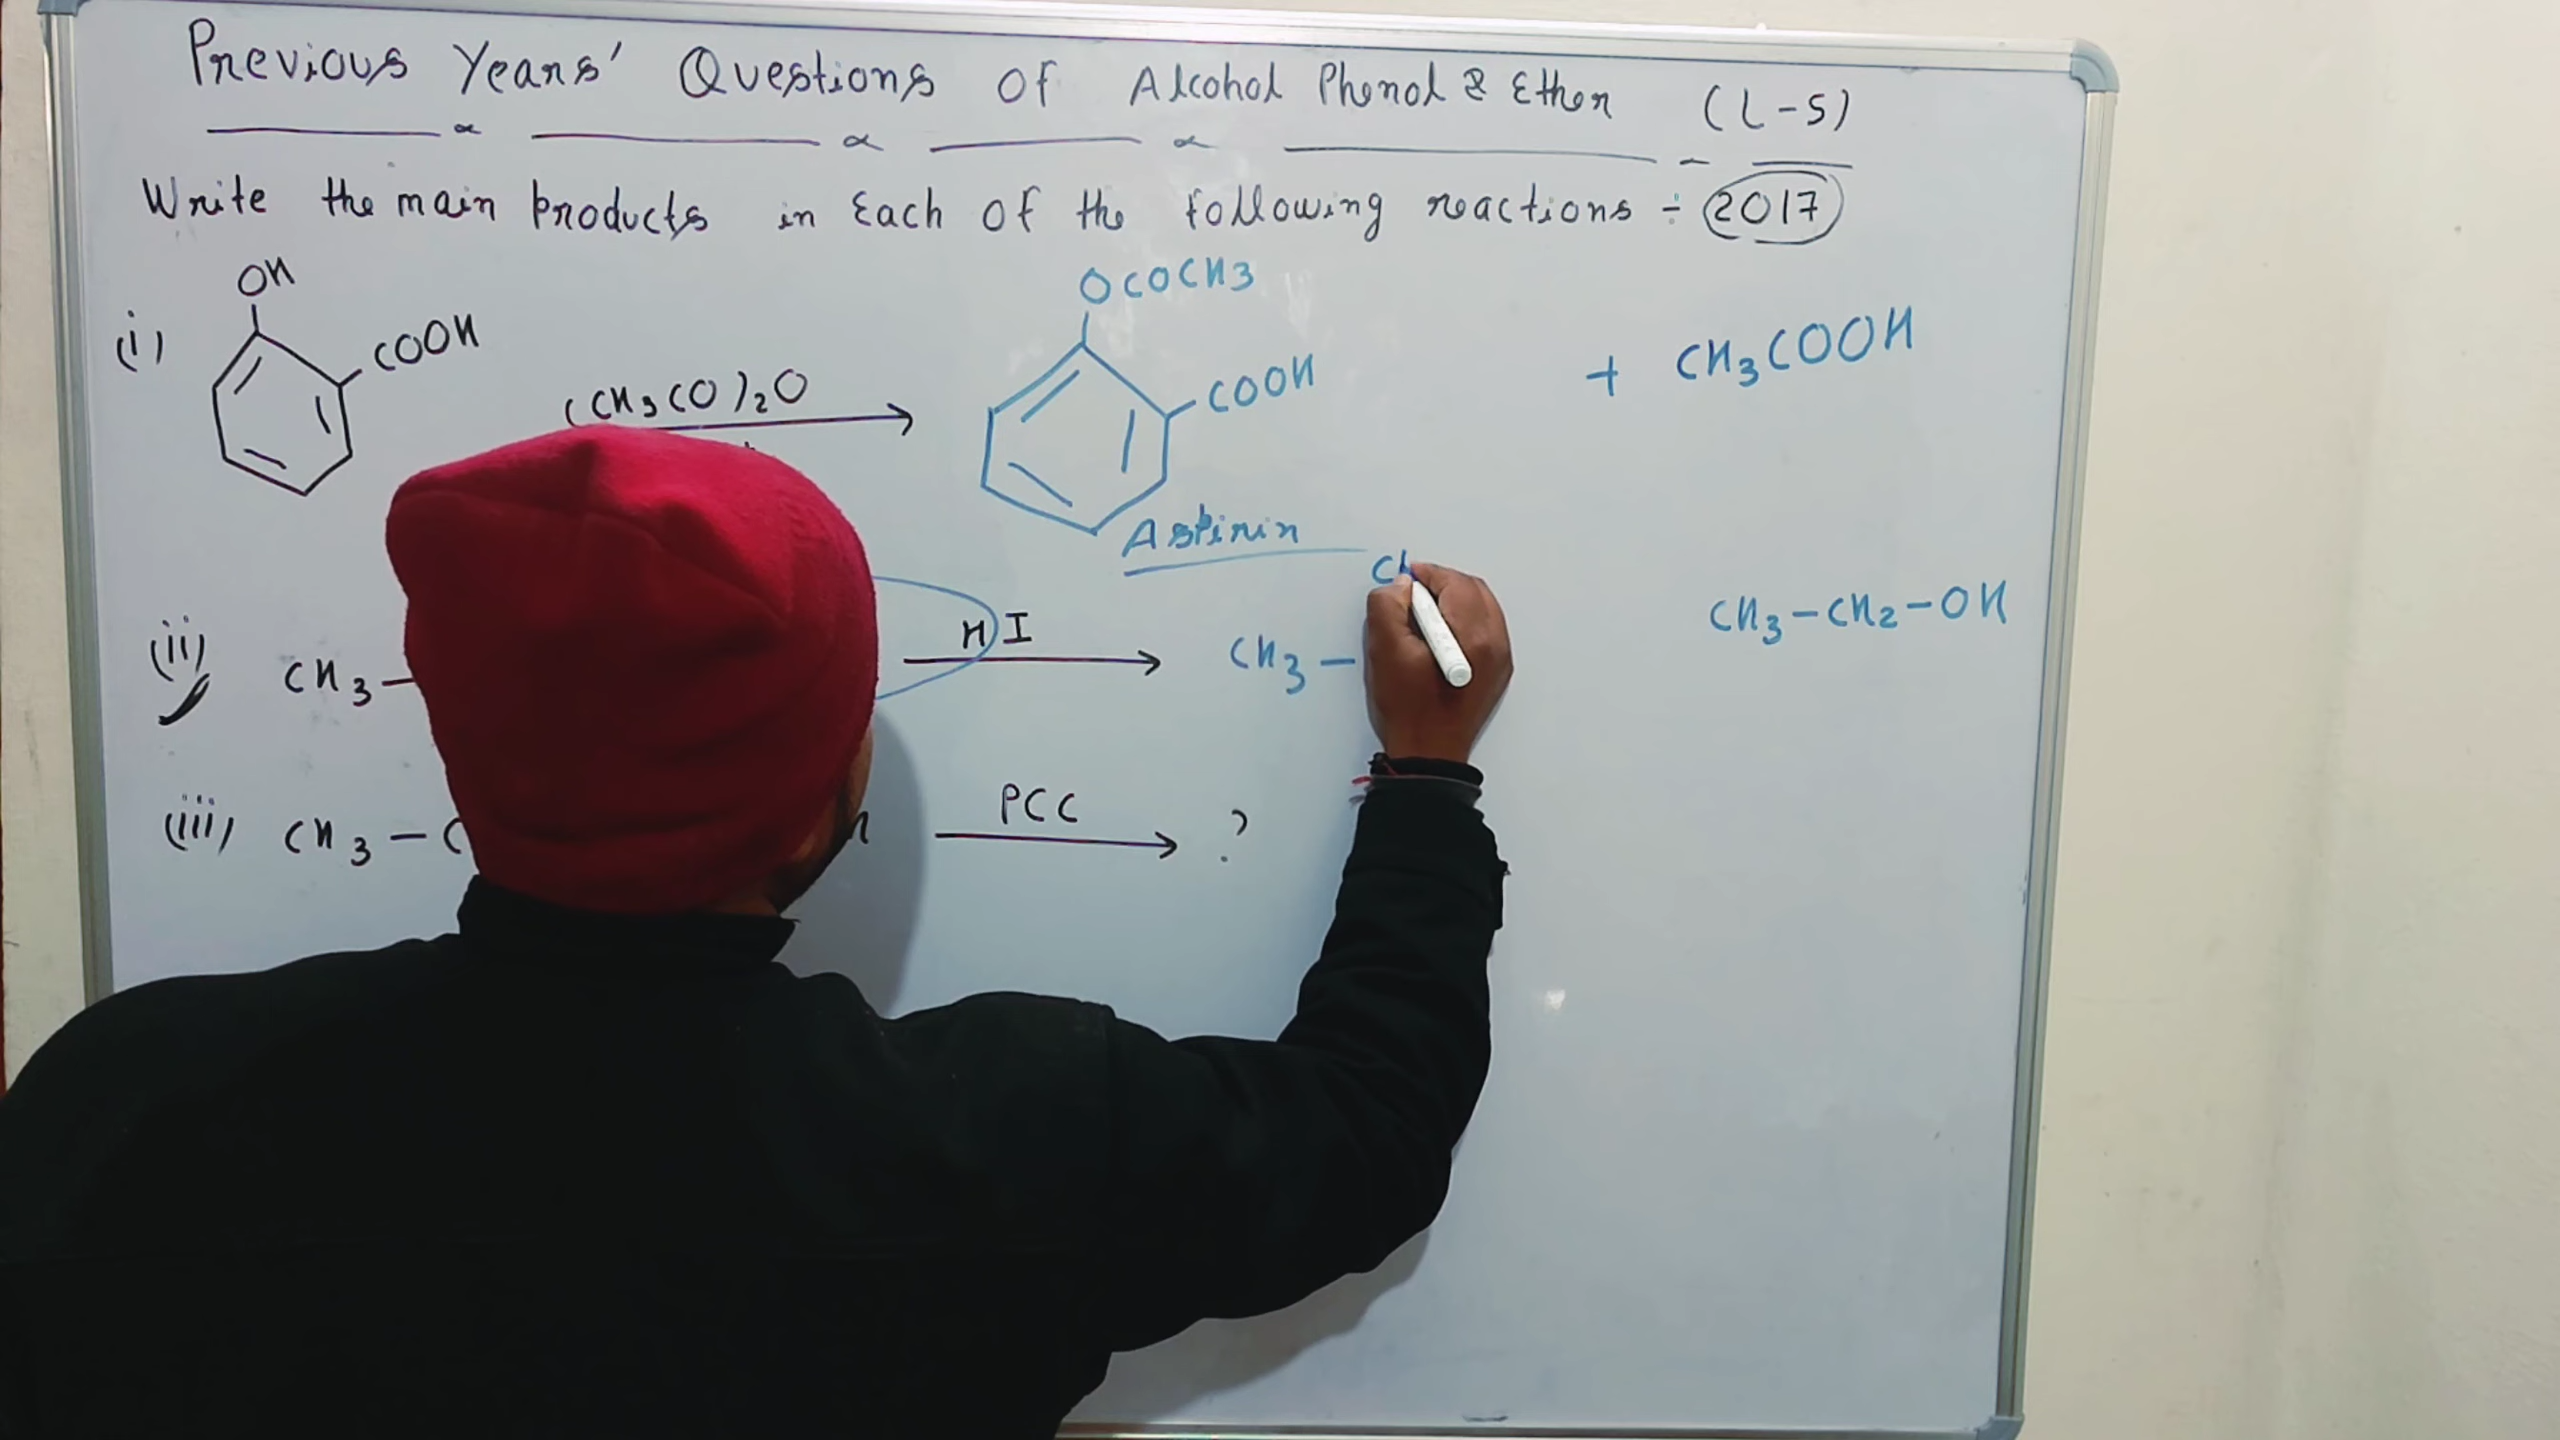 Previous Years' Questions Of Alcohol Phenol & Ether (L-5)
Write the main products in Each of the following reactions :- 2017
(i) OH COOH (CH3CO)2O OCOCH3 COOH + CH3COOH
Aspirin
(ii) CH3– HI CH3– CH3–CH2–OH
(iii) CH3– PCC ?